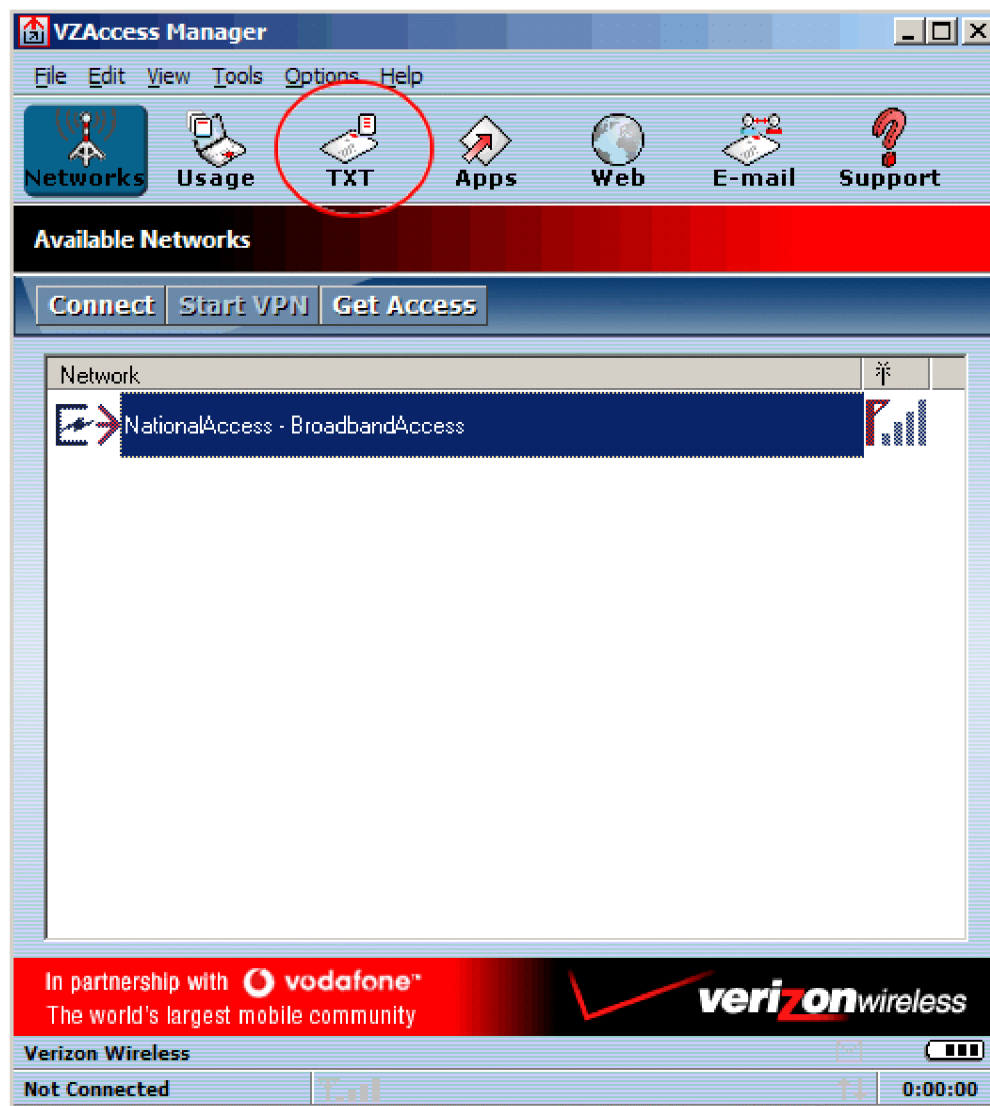 VZAccess Manager
File Edit View Tools Options Help
Networks Usage TXT Apps Web E-mail Support
Available Networks
Connect Start VPN Get Access
Network
NationalAccess - BroadbandAccess
In partnership with vodafone™
The world's largest mobile community
verizonwireless
Verizon Wireless
Not Connected 0:00:00